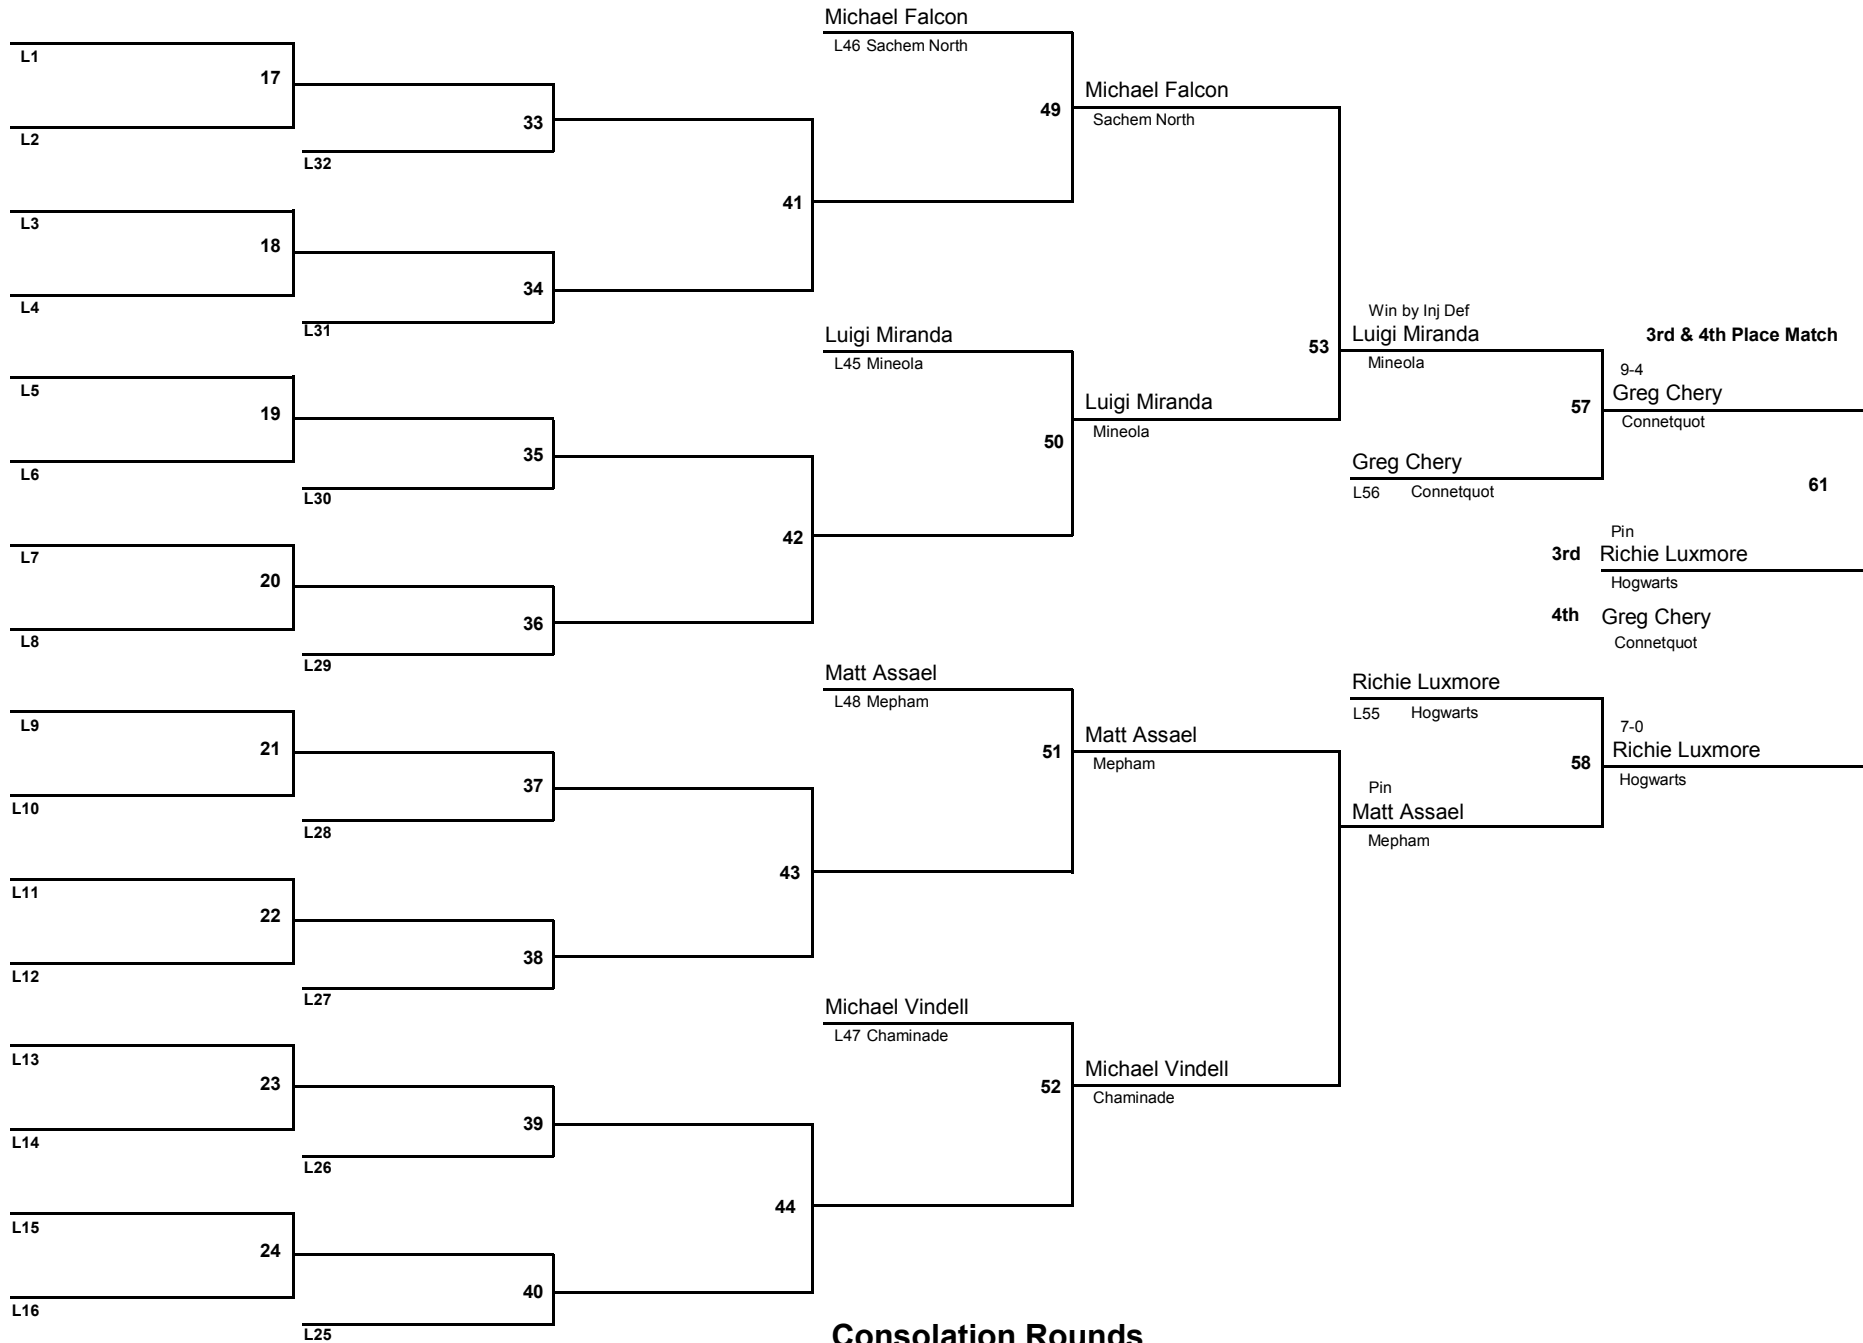 Michael Falcon
L46 Sachem North
L1
17
L2
33
L32
41
49
Michael Falcon
Sachem North
L3
18
L4
34
L31
Luigi Miranda
L45 Mineola
53
Win by Inj Def
Luigi Miranda
Mineola
3rd & 4th Place Match
L5
19
L6
35
L30
42
50
Luigi Miranda
Mineola
57
9-4
Greg Chery
Connetquot
Greg Chery
L56 Connetquot
61
L7
20
L8
36
L29
Pin
3rd Richie Luxmore
Hogwarts
4th Greg Chery
Connetquot
Matt Assael
L48 Mepham
Richie Luxmore
L55 Hogwarts
L9
21
L10
37
L28
43
51
Matt Assael
Mepham
58
7-0
Richie Luxmore
Hogwarts
Pin
Matt Assael
Mepham
L11
22
L12
38
L27
Michael Vindell
L47 Chaminade
L13
23
L14
39
L26
44
52
Michael Vindell
Chaminade
L15
24
L16
40
L25
Consolation Rounds